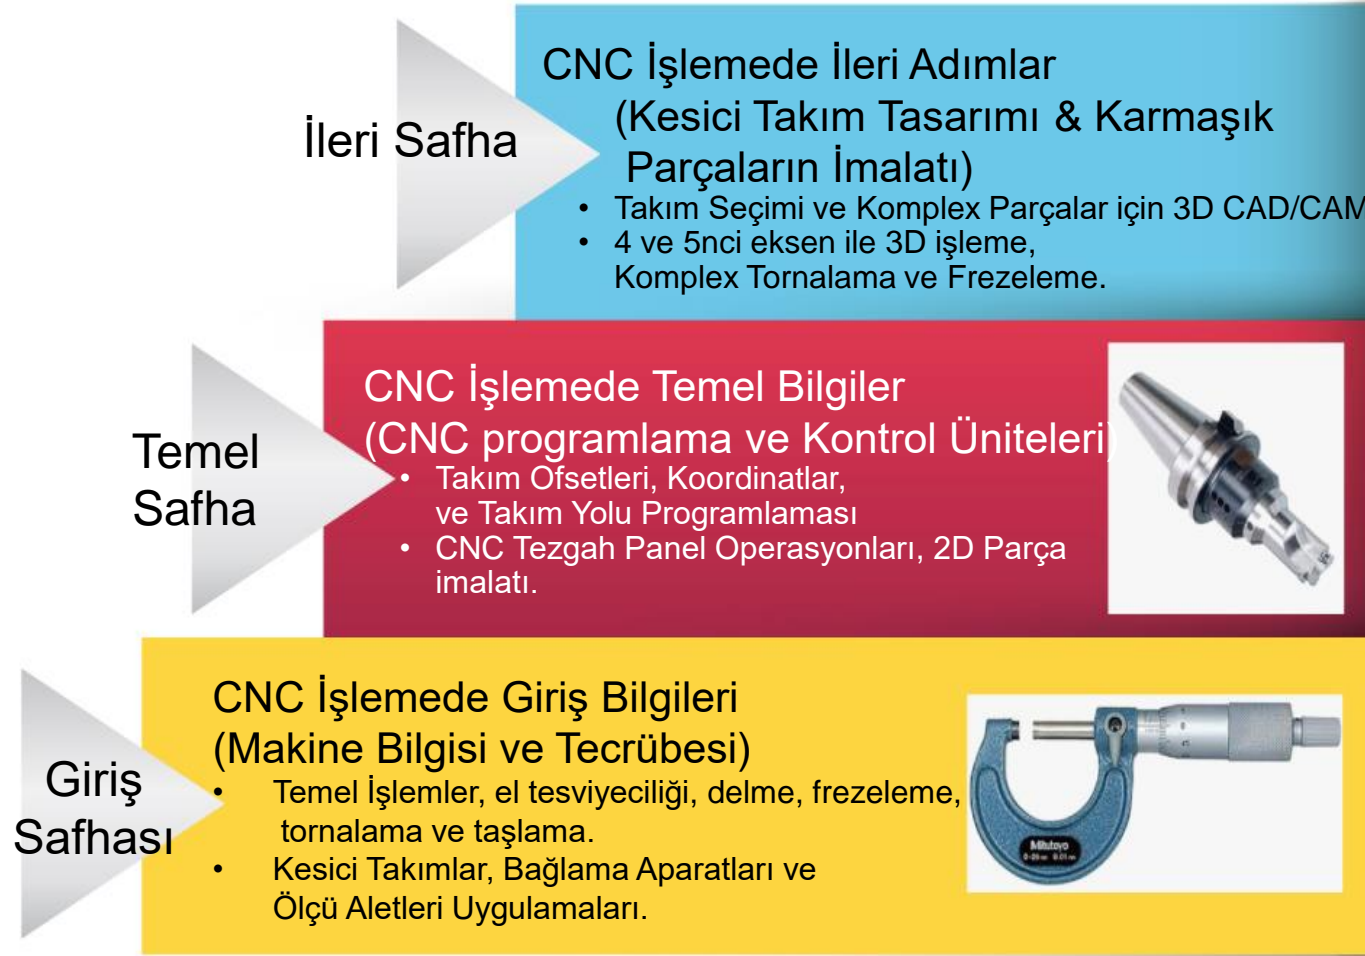 CNC İşlemede İleri Adımlar
(Kesici Takım Tasarımı & Karmaşık
Parçaların İmalatı)
İleri Safha
• Takım Seçimi ve Komplex Parçalar için 3D CAD/CAM
• 4 ve 5nci eksen ile 3D işleme,
Komplex Tornalama ve Frezeleme.
CNC İşlemede Temel Bilgiler
(CNC programlama ve Kontrol Üniteleri)
Temel
Safha
• Takım Ofsetleri, Koordinatlar,
ve Takım Yolu Programlaması
• CNC Tezgah Panel Operasyonları, 2D Parça
imalatı.
CNC İşlemede Giriş Bilgileri
(Makine Bilgisi ve Tecrübesi)
Giriş
Safhası
• Temel İşlemler, el tesviyeciliği, delme, frezeleme,
tornalama ve taşlama.
• Kesici Takımlar, Bağlama Aparatları ve
Ölçü Aletleri Uygulamaları.
Mitutoyo
0-25mm 0.01mm